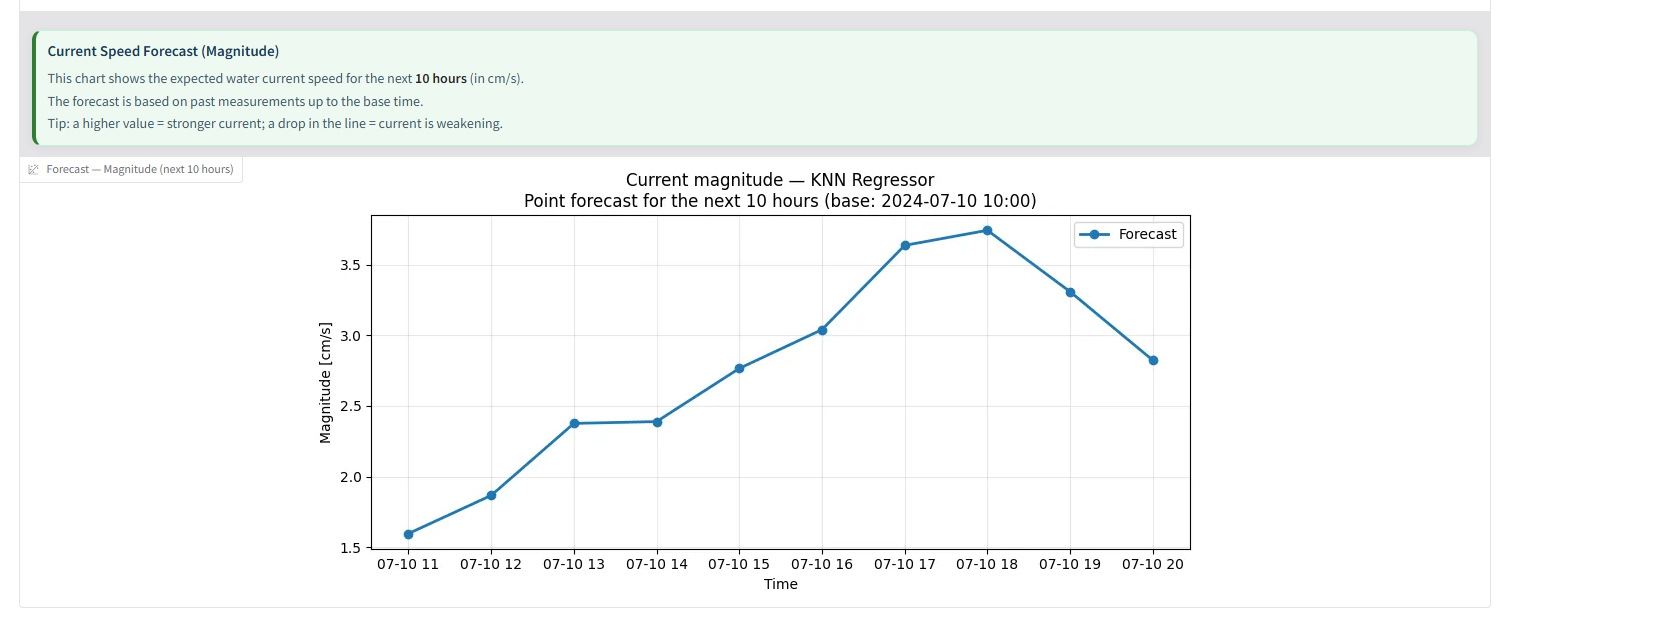 Current Speed Forecast (Magnitude)
This chart shows the expected water current speed for the next 10 hours (in cm/s).
The forecast is based on past measurements up to the base time.
Tip: a higher value = stronger current; a drop in the line = current is weakening.
Forecast — Magnitude (next 10 hours)
Current magnitude — KNN Regressor
Point forecast for the next 10 hours (base: 2024-07-10 10:00)
Forecast
3.5
3.0
2.5
2.0
1.5
Magnitude [cm/s]
07-10 11 07-10 12 07-10 13 07-10 14 07-10 15 07-10 16 07-10 17 07-10 18 07-10 19 07-10 20
Time